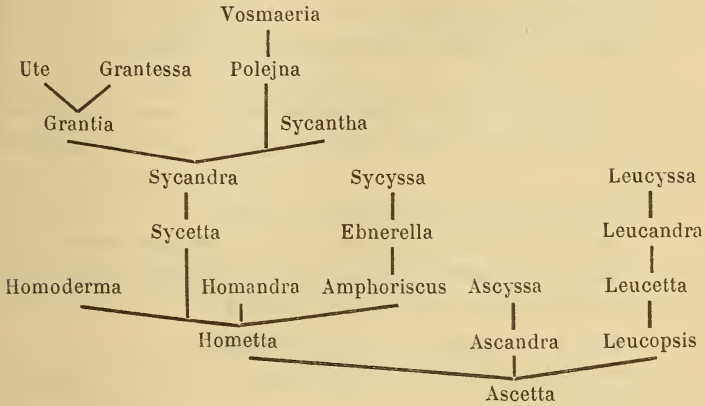 Vosmaeria
Ute Grantessa Polejna
Grantia Sycantha
Sycandra Sycyssa Leucyssa
Sycetta Ebnerella Leucandra
Homoderma Homandra Amphoriscus Ascyssa Leucetta
Hometta Ascandra Leucopsis
Ascetta